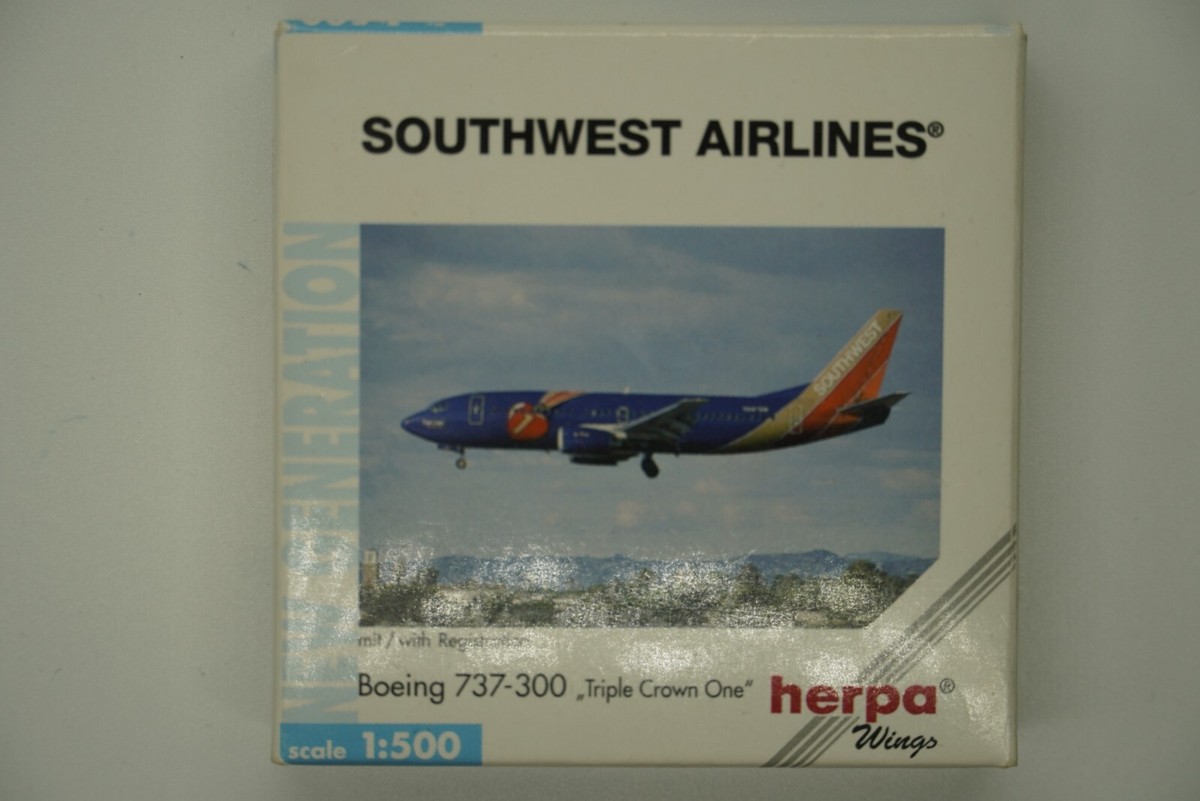 SOUTHWEST AIRLINES®
NEW GENERATION
SOUTHWEST
mit / with Registration
Boeing 737-300 „Triple Crown One“
herpa®
Wings
scale 1:500